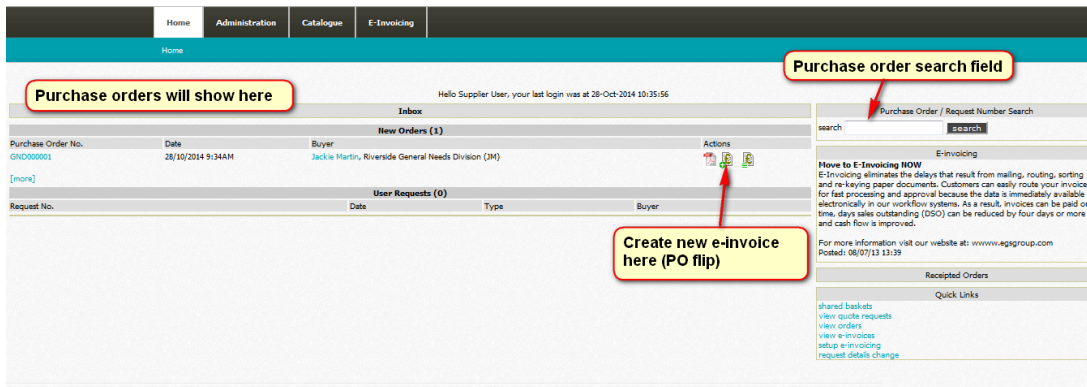 Home Administration Catalogue E-Invoicing
Home
Purchase orders will show here
Purchase order search field
Hello Supplier User, your last login was at 28-Oct-2014 10:35:56
Inbox
New Orders (1)
Purchase Order No. Date Buyer Actions
GND000001 28/10/2014 9:34AM Jackie Martin, Riverside General Needs Division (JM)
[more]
User Requests (0)
Request No. Date Type Buyer
Create new e-invoice
here (PO flip)
Purchase Order / Request Number Search
search search
E-invoicing
Move to E-Invoicing NOW
E-Invoicing eliminates the delays that result from mailing, routing, sorting
and re-keying paper documents. Customers can easily route your invoice
for fast processing and approval because the data is immediately available
electronically in our workflow systems. As a result, invoices can be paid on
time, days sales outstanding (DSO) can be reduced by four days or more
and cash flow is improved.
For more information visit our website at: wwwww.egsgroup.com
Posted: 08/07/13 13:39
Receipted Orders
Quick Links
shared baskets
view quote requests
view orders
view e-invoices
setup e-invoicing
request details change